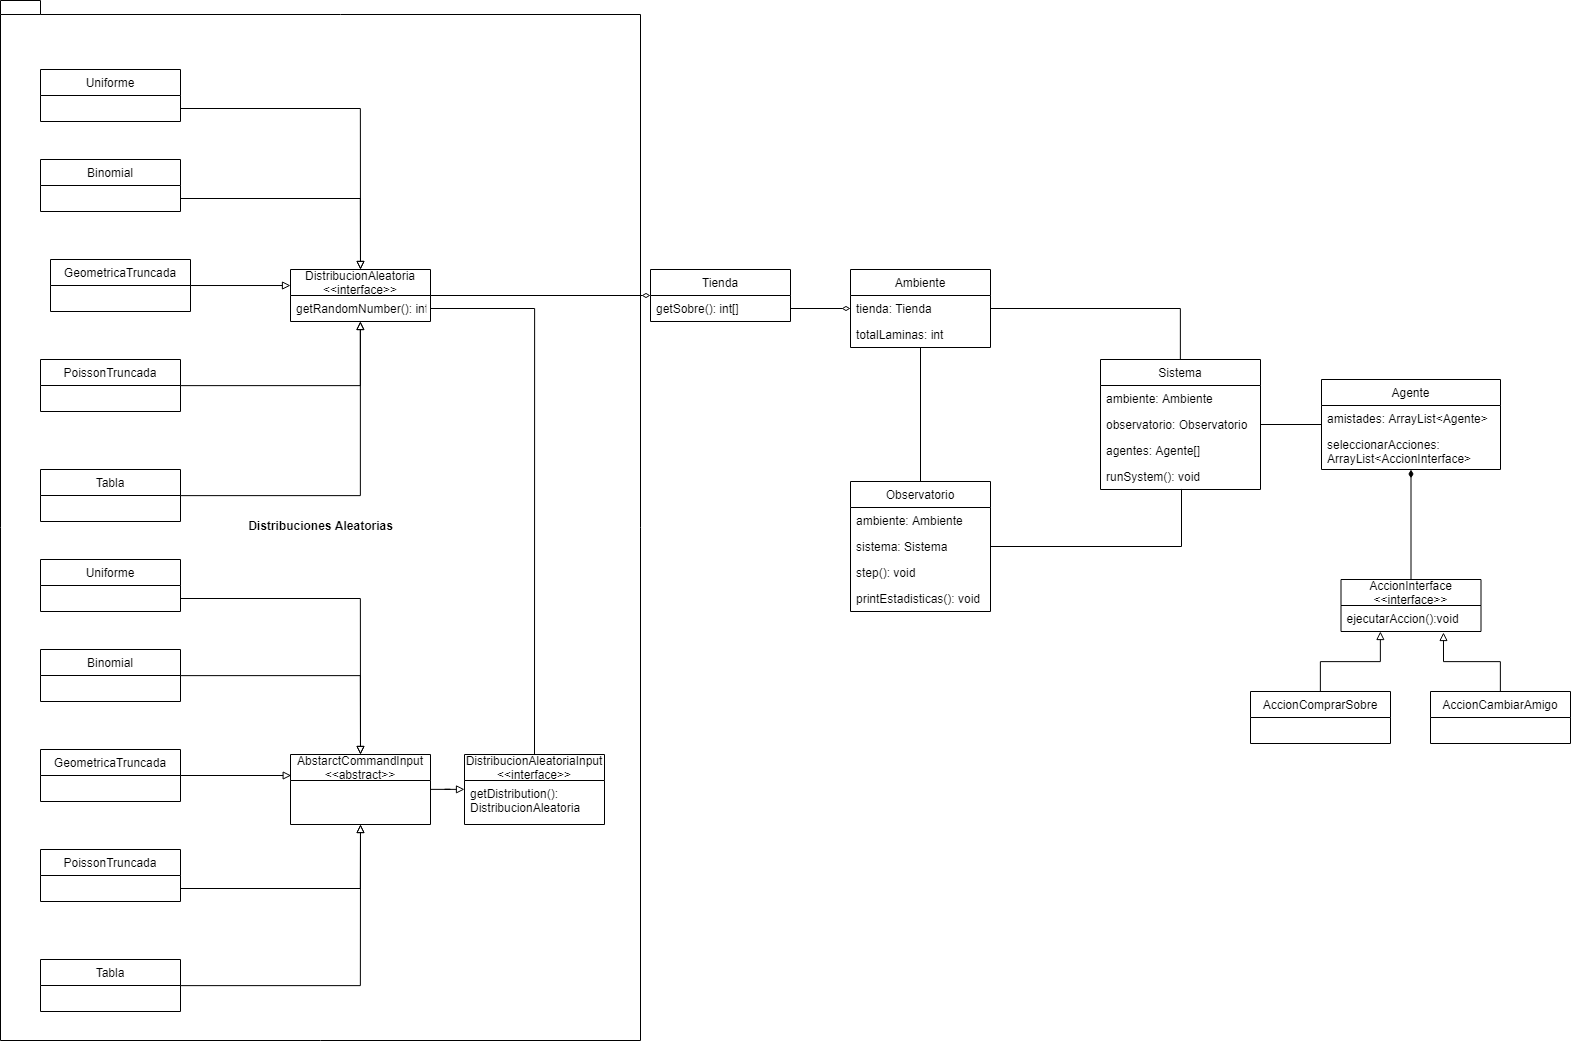 Uniforme
Binomial
GeometricaTruncada
PoissonTruncada
Tabla
DistribucionAleatoria
<<interface>>
getRandomNumber(): int
Distribuciones Aleatorias
Uniforme
Binomial
GeometricaTruncada
PoissonTruncada
Tabla
AbstarctCommandInput
<<abstract>>
DistribucionAleatoriaInput
<<interface>>
getDistribution():
DistribucionAleatoria
Tienda
getSobre(): int[]
Ambiente
tienda: Tienda
totalLaminas: int
Observatorio
ambiente: Ambiente
sistema: Sistema
step(): void
printEstadisticas(): void
Sistema
ambiente: Ambiente
observatorio: Observatorio
agentes: Agente[]
runSystem(): void
Agente
amistades: ArrayList<Agente>
seleccionarAcciones:
ArrayList<AccionInterface>
AccionInterface
<<interface>>
ejecutarAccion():void
AccionComprarSobre
AccionCambiarAmigo